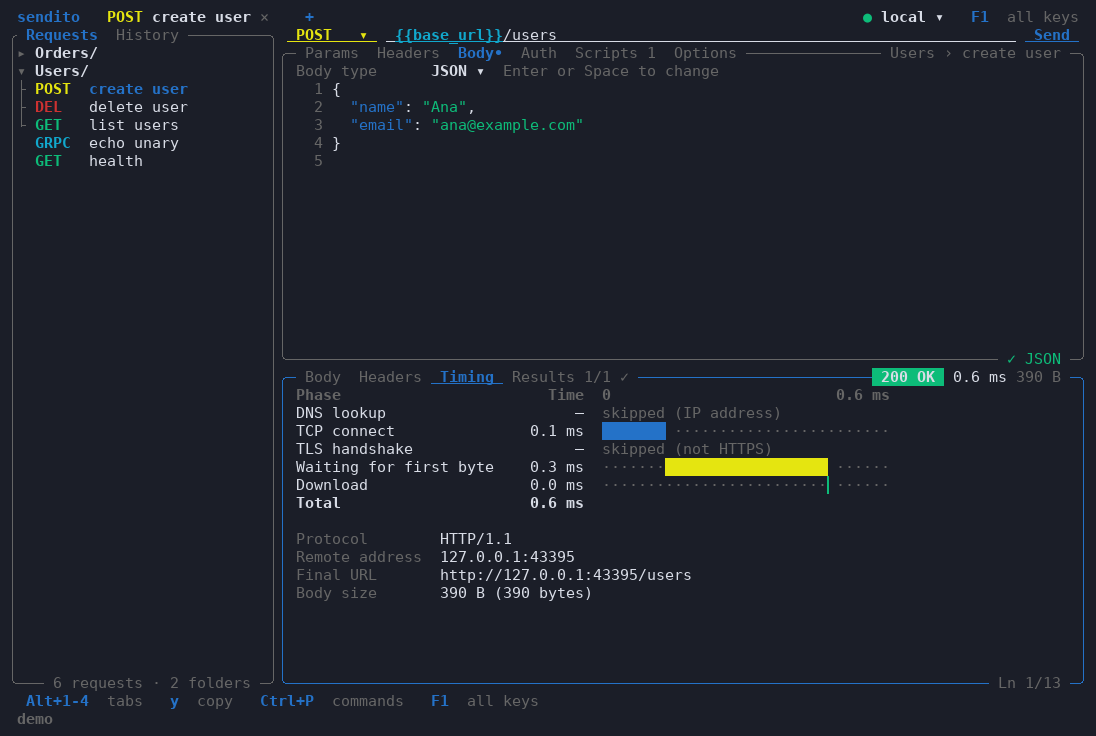 sendito POST create user × + ● local ▾ F1 all keys
Requests History POST ▾ {{base_url}}/users Send
▸ Orders/ Params Headers Body• Auth Scripts 1 Options Users › create user
▾ Users/ Body type JSON ▾ Enter or Space to change
POST create user 1 {
DEL delete user 2 "name": "Ana",
GET list users 3 "email": "ana@example.com"
GRPC echo unary 4 }
GET health 5
✓ JSON
Body Headers Timing Results 1/1 ✓ 200 OK 0.6 ms 390 B
Phase Time 0 0.6 ms
DNS lookup — skipped (IP address)
TCP connect 0.1 ms
TLS handshake — skipped (not HTTPS)
Waiting for first byte 0.3 ms
Download 0.0 ms
Total 0.6 ms
Protocol HTTP/1.1
Remote address 127.0.0.1:43395
Final URL http://127.0.0.1:43395/users
Body size 390 B (390 bytes)
6 requests · 2 folders Ln 1/13
Alt+1-4 tabs y copy Ctrl+P commands F1 all keys
demo